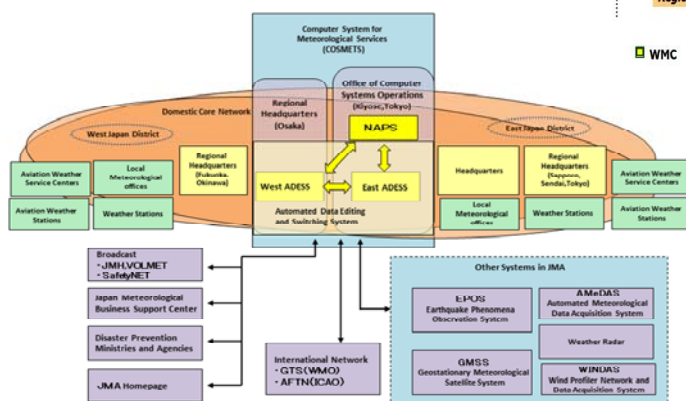 Regio
WMC
Computer System for
Meteorological Services
(COSMETS)
Office of Computer
Systems Operations
(Kiyose,Tokyo)
Regional
Headquarters
(Osaka)
Domestic Core Network
West Japan District
East Japan District
NAPS
Aviation Weather
Service Centers
Local
Meteorological
offices
Regional
Headquarters
(Fukuoka,
Okinawa)
West ADESS
East ADESS
Headquarters
Regional
Headquarters
(Sapporo,
Sendai,Tokyo)
Aviation Weather
Service Centers
Aviation Weather
Stations
Weather Stations
Automated Data Editing
and Switching System
Local
Meteorological
offices
Weather Stations
Aviation Weather
Stations
Broadcast
・JMH,VOLMET
・SafetyNET
Japan Meteorological
Business Support Center
Disaster Prevention
Ministries and Agencies
JMA Homepage
International Network
・GTS(WMO)
・AFTN(ICAO)
Other Systems in JMA
EPOS
Earthquake Phenomena
Observation System
AMeDAS
Automated Meteorological
Data Acquisition System
Weather Radar
GMSS
Geostationary Meteorological
Satellite System
WINDAS
Wind Profiler Network and
Data Acquisition System